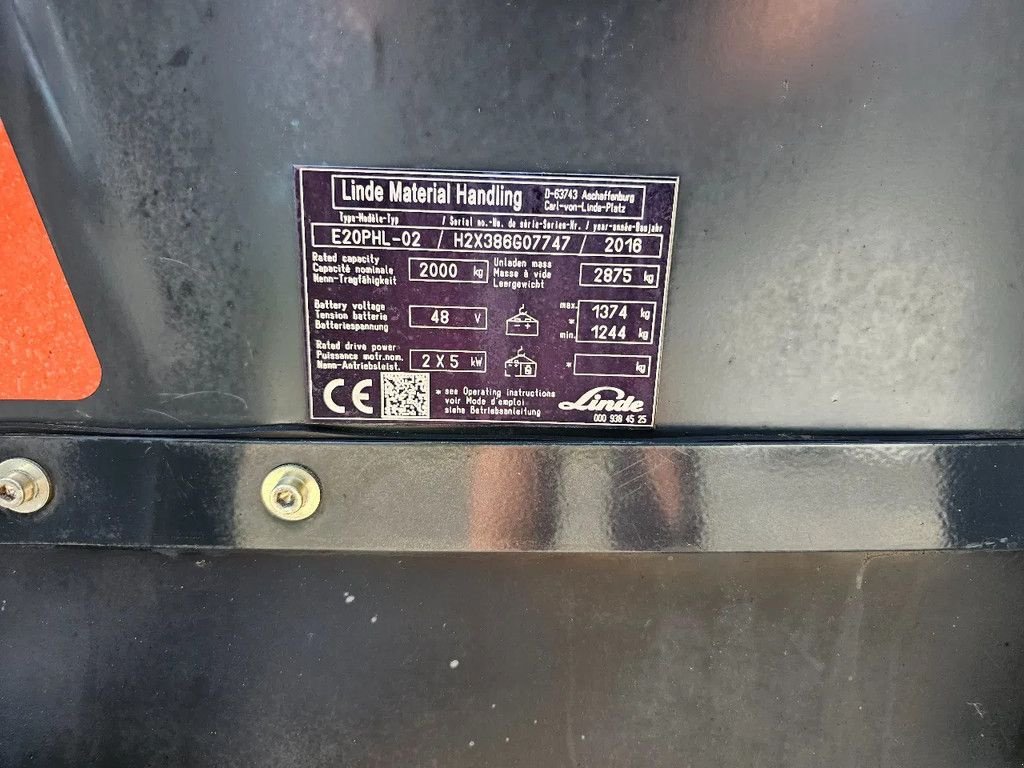 Linde Material Handling D-63743 Aschaffenburg
Carl-von-Linde-Platz
Type-Modèle-Typ / Serial no.-No. de série-Serien-Nr. / year-année-Baujahr
E20PHL-02 / H2X386G07747 / 2016
Rated capacity
Capacité nominale
Nenn-Tragfähigkeit
2000 kg
Unladen mass
Masse à vide
Leergewicht
2875 kg
Battery voltage
Tension batterie
Batteriespannung
48 V
- +
max. 1374 kg
*
min. 1244 kg
Rated drive power
Puissance motr.nom.
Nenn-Antriebsleist.
2 X 5 kW
* kg
CE
* see Operating instructions
voir Mode d'emploi
siehe Betriebsanleitung
Linde
000 938 45 25